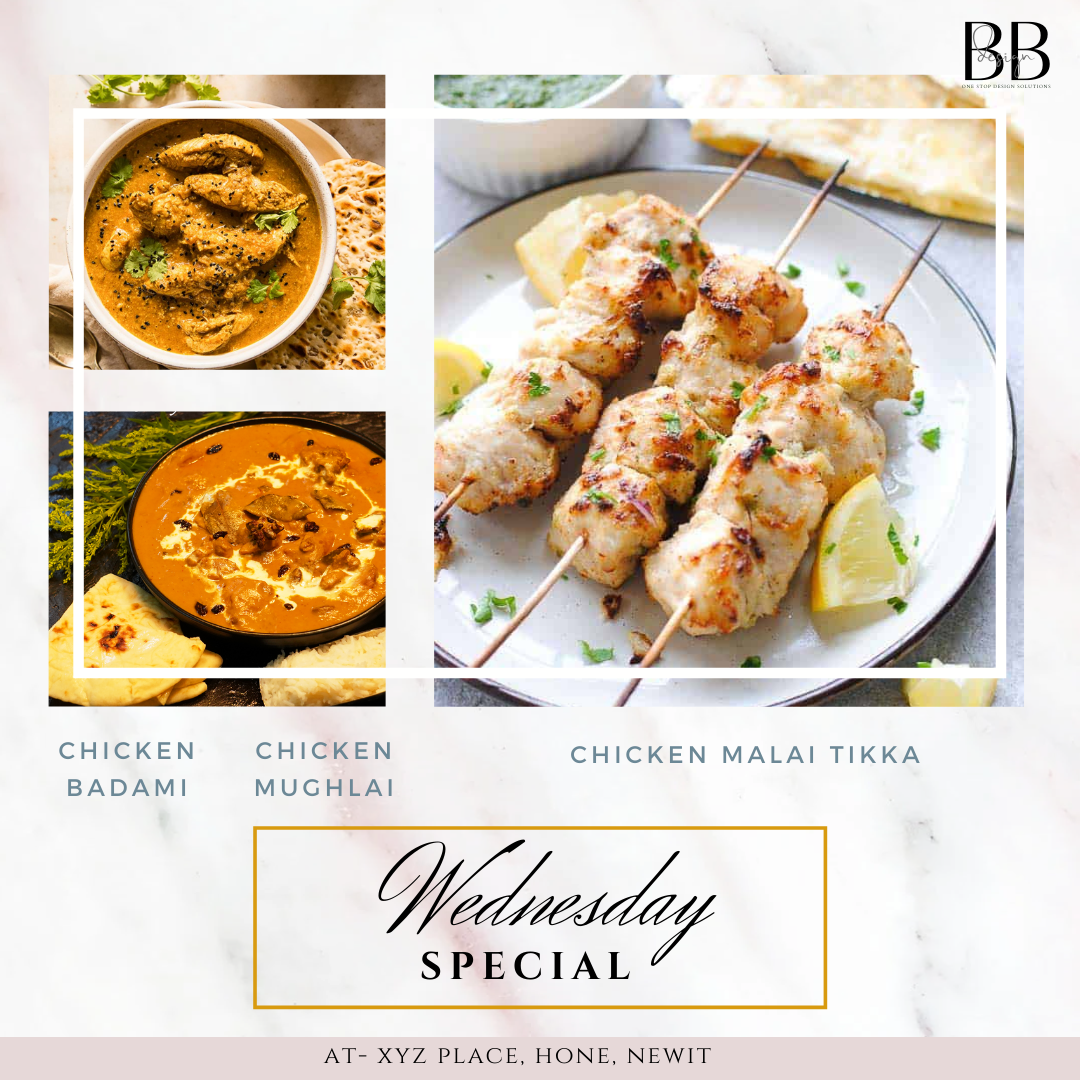 BB
design
ONE STOP DESIGN SOLUTIONS
CHICKEN
BADAMI
CHICKEN
MUGHLAI
CHICKEN MALAI TIKKA
Wednesday
SPECIAL
AT- XYZ PLACE, HONE, NEWIT